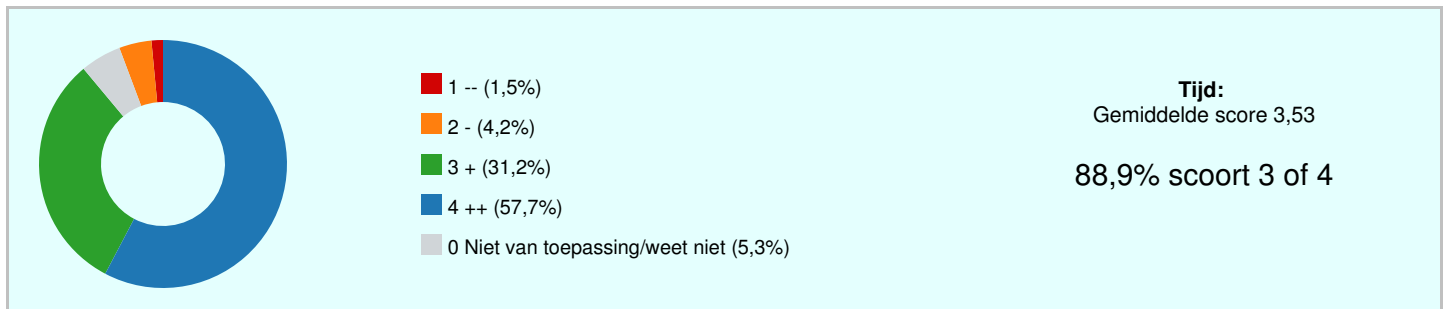 1 -- (1,5%)
2 - (4,2%)
3 + (31,2%)
4 ++ (57,7%)
0 Niet van toepassing/weet niet (5,3%)
Tijd:
Gemiddelde score 3,53
88,9% scoort 3 of 4